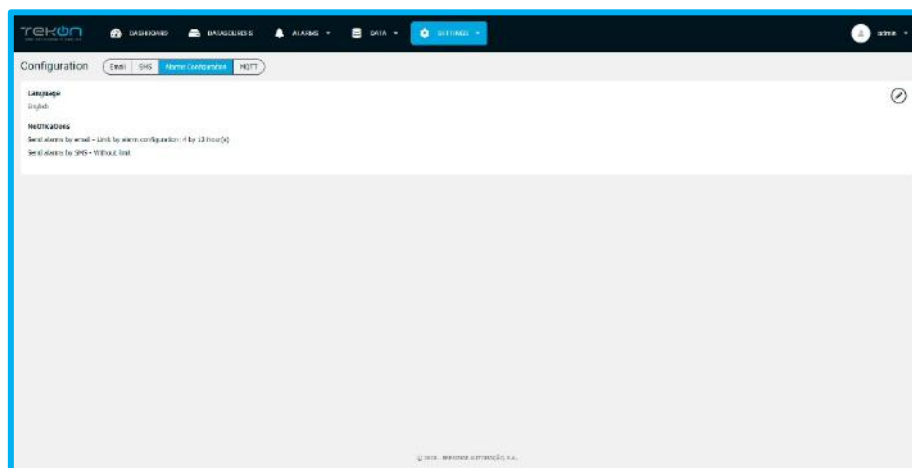 TEKON
DASHBOARD
DATASOURCES
ALARMS
DATA
SETTINGS
admin
Configuration
Email
SMS
Alarms Configuration
MQTT
Language
English
Notifications
Send alarms by email - Limit by alarm configuration: 4 by 12 hour(s)
Send alarms by SMS - Without limit
AUTOMAÇÃO, S.A.